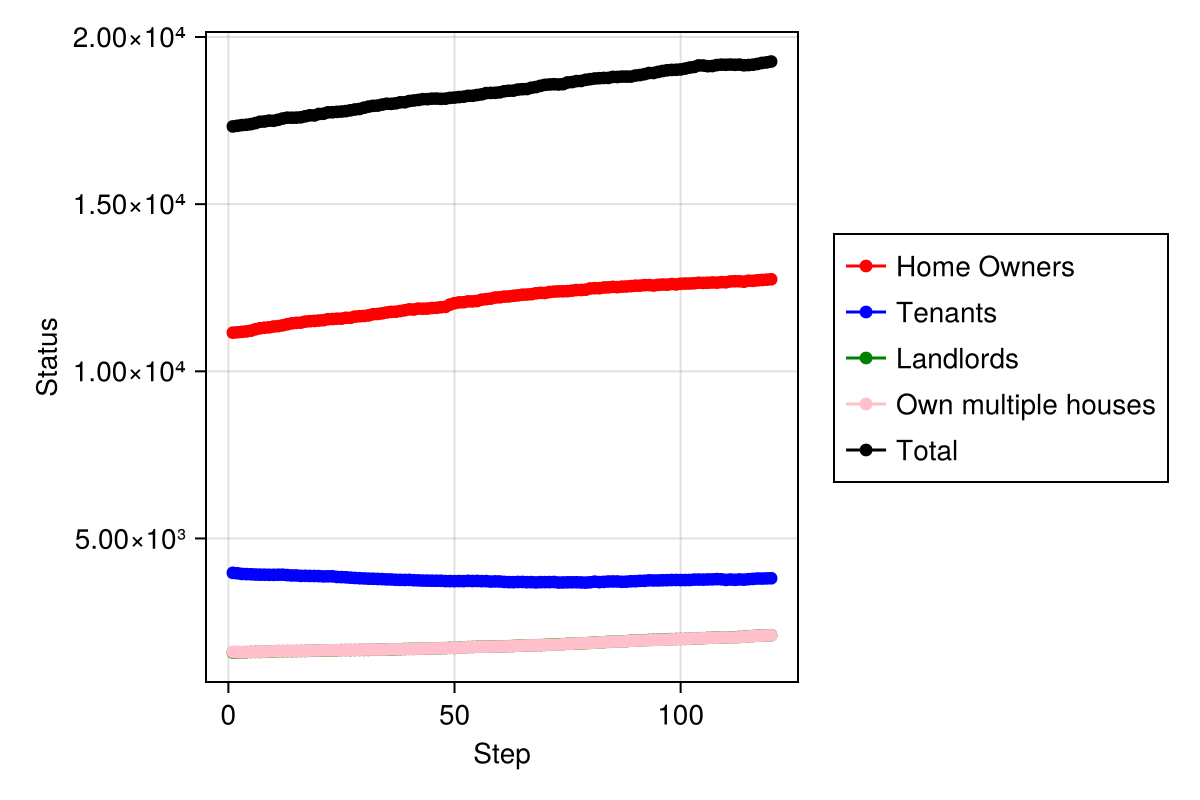 2.00×10⁴
1.50×10⁴
1.00×10⁴
5.00×10³
Status
0 50 100
Step
Home Owners
Tenants
Landlords
Own multiple houses
Total